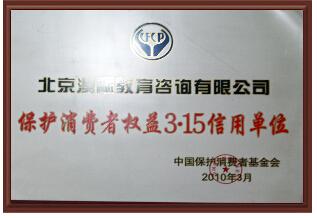 CFCP
北京澳　教育咨询有限公司
保护消费者权益3·15信用单位
中国保护消费者基金会
2010年3月